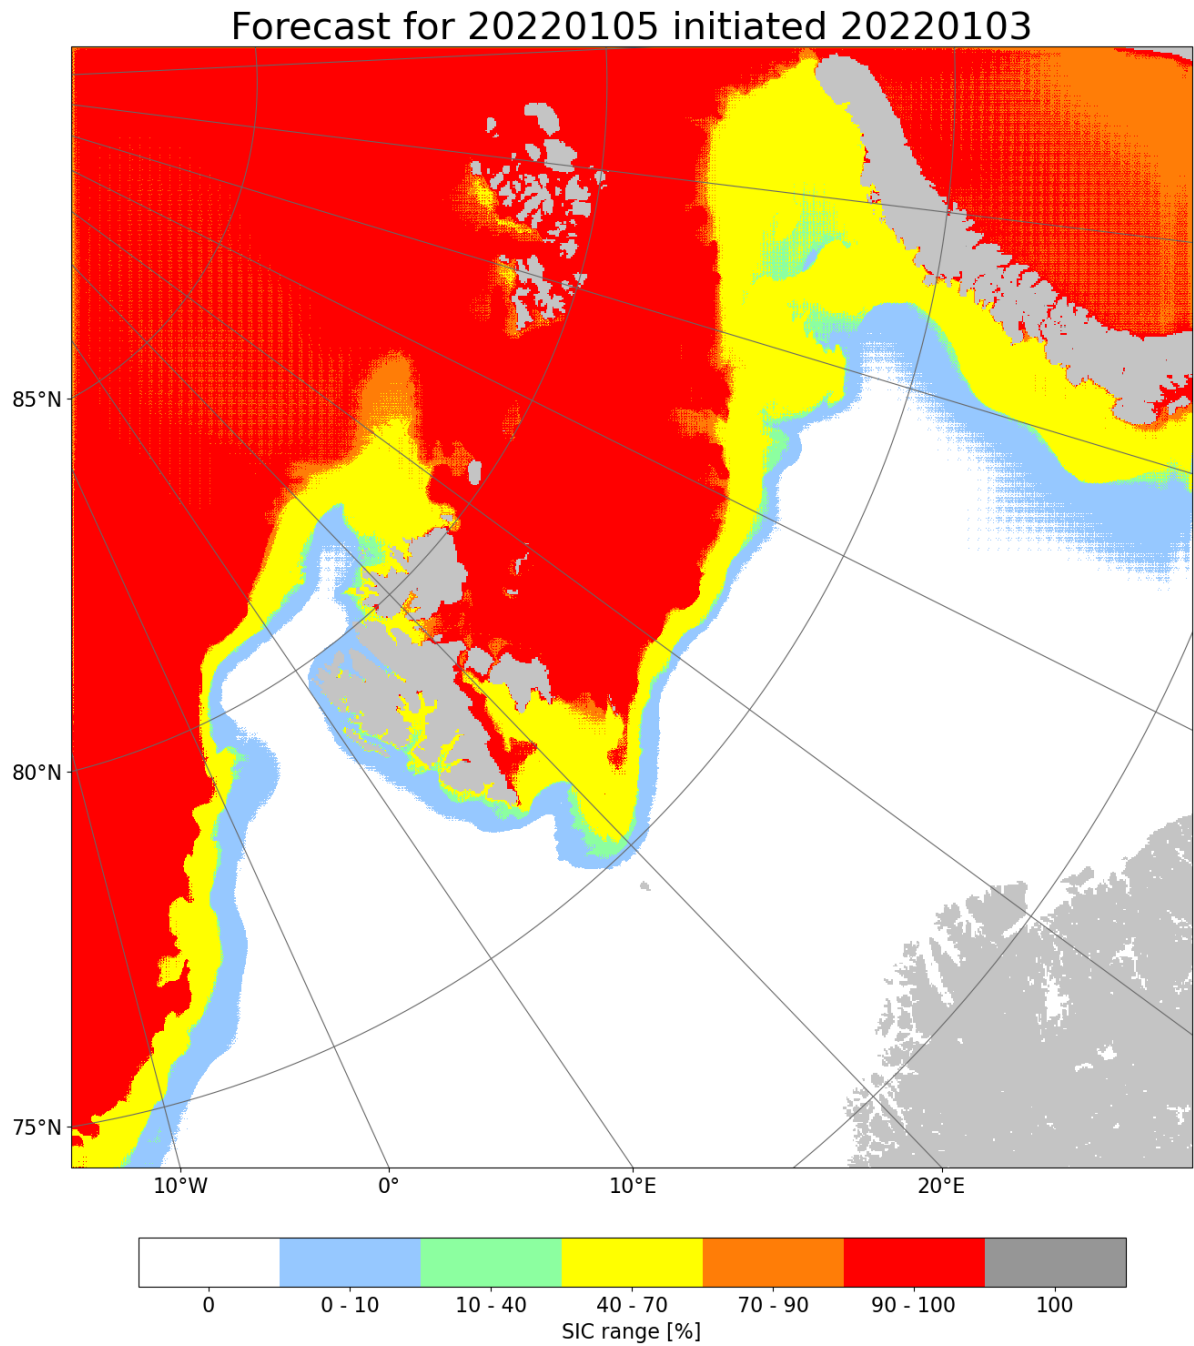 Forecast for 20220105 initiated 20220103
85°N
80°N
75°N
10°W 0° 10°E 20°E
0 0 - 10 10 - 40 40 - 70 70 - 90 90 - 100 100
SIC range [%]